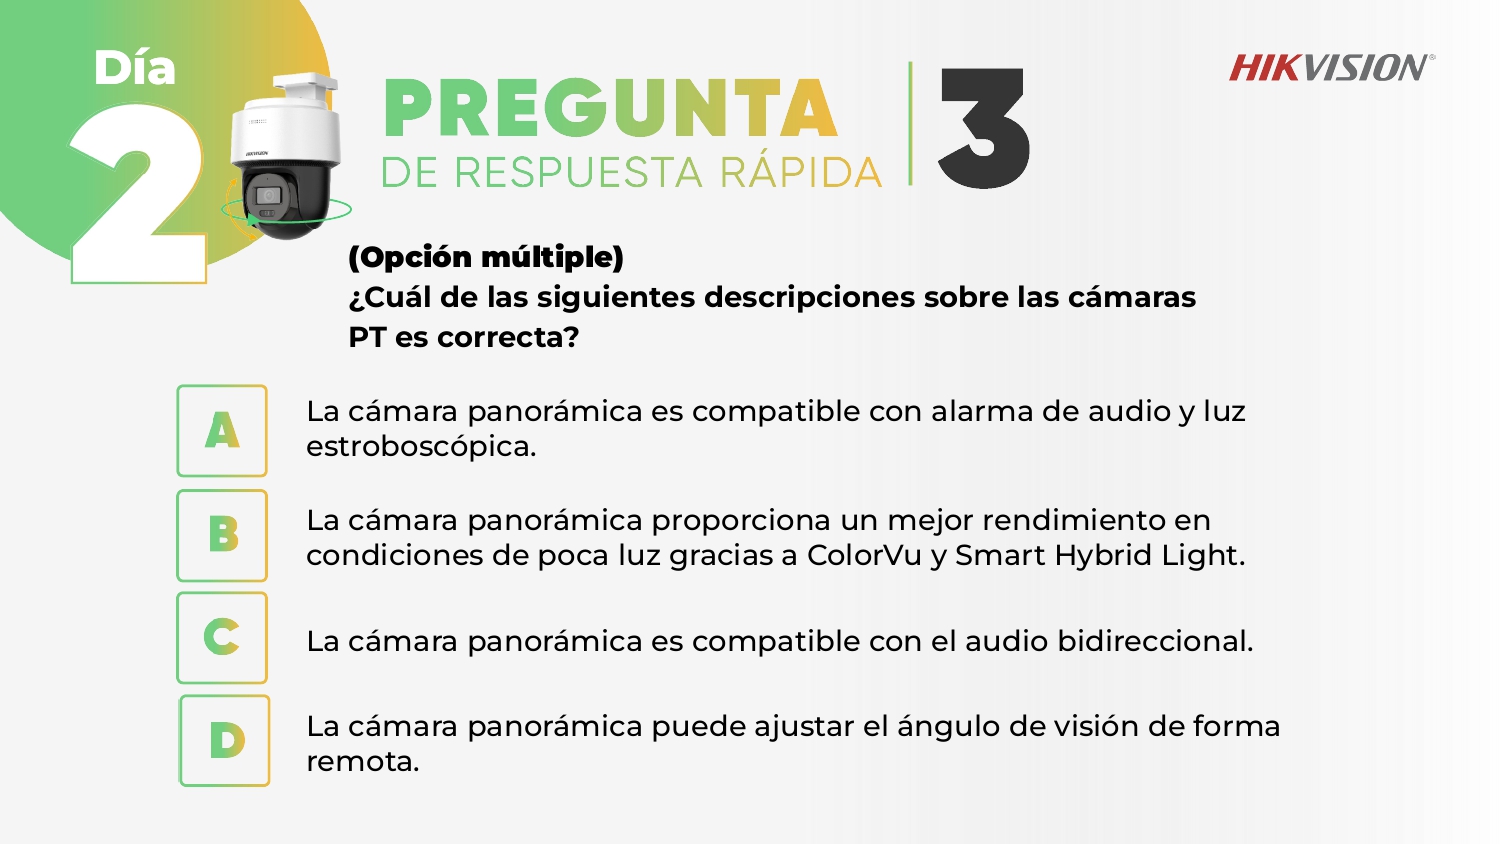 Día
2
PREGUNTA
DE RESPUESTA RÁPIDA
3
HIKVISION®
(Opción múltiple)
¿Cuál de las siguientes descripciones sobre las cámaras
PT es correcta?
A
La cámara panorámica es compatible con alarma de audio y luz
estroboscópica.
B
La cámara panorámica proporciona un mejor rendimiento en
condiciones de poca luz gracias a ColorVu y Smart Hybrid Light.
C
La cámara panorámica es compatible con el audio bidireccional.
D
La cámara panorámica puede ajustar el ángulo de visión de forma
remota.